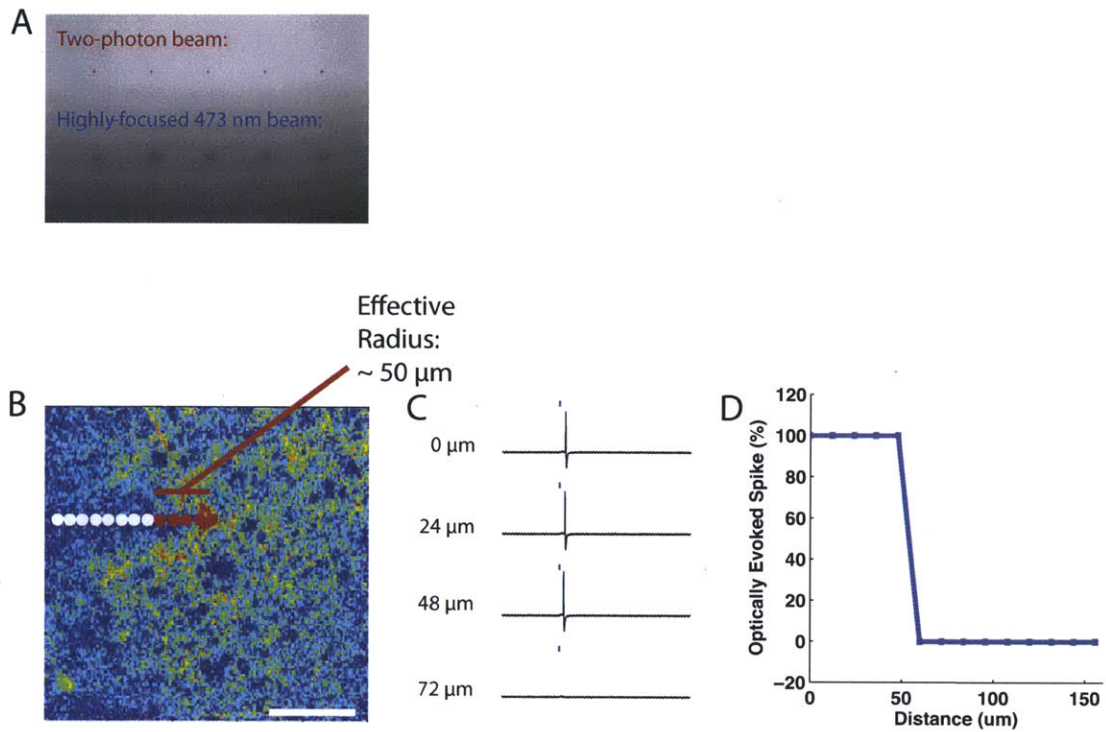 A
Two-photon beam:
Highly-focused 473 nm beam:
Effective
Radius:
~ 50 μm
B
C
0 μm
24 μm
48 μm
72 μm
D
Optically Evoked Spike (%)
120
100
80
60
40
20
0
−20
0
50
100
150
Distance (um)